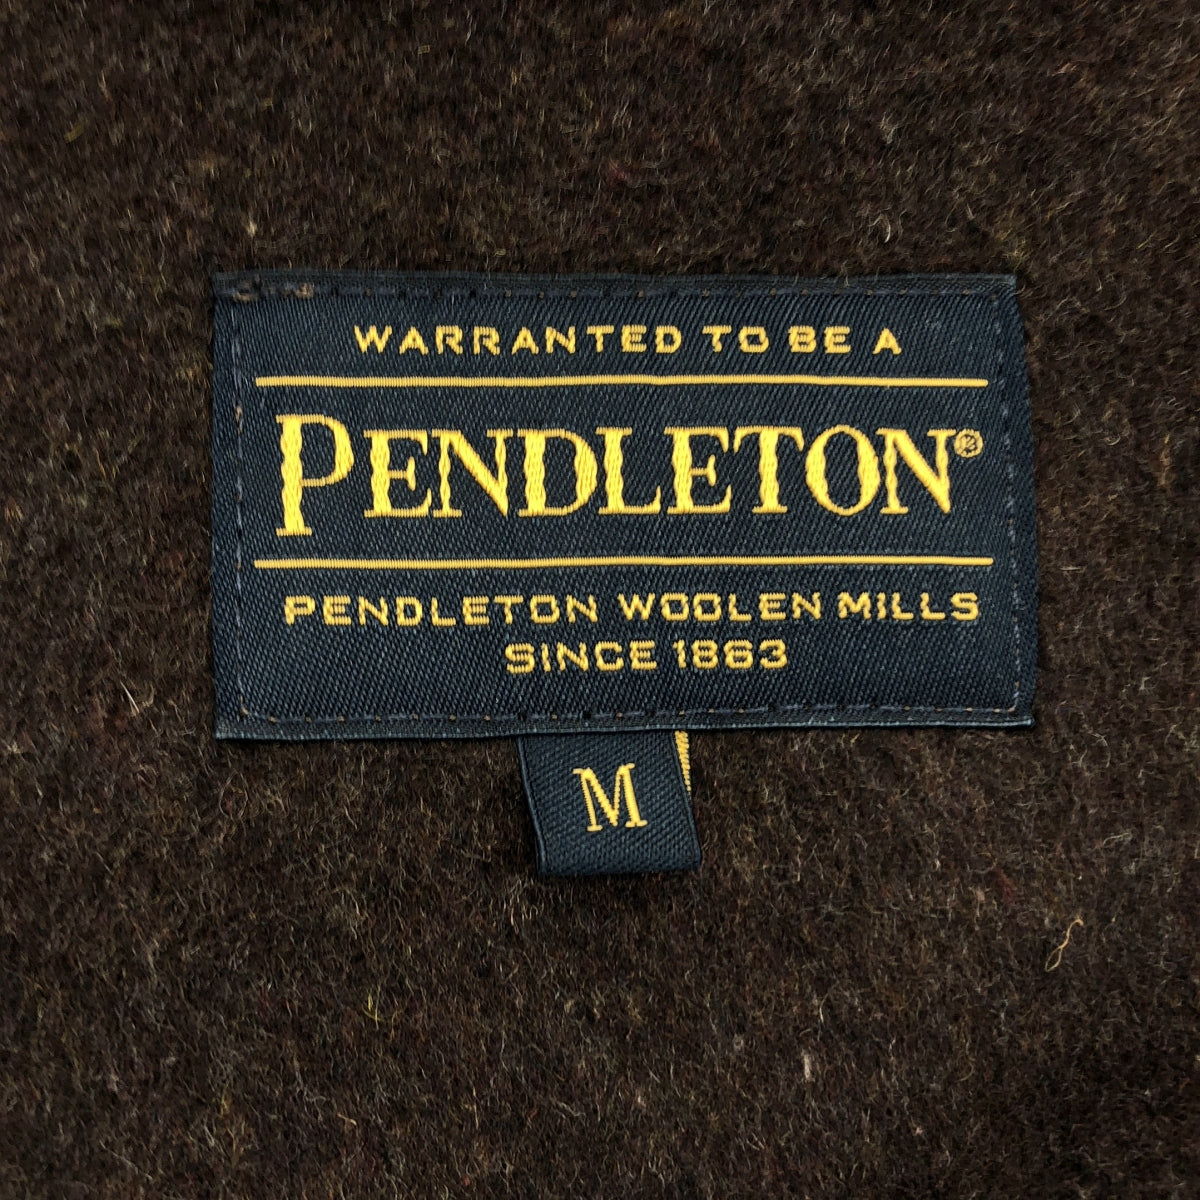 WARRANTED TO BE A
PENDLETON®
PENDLETON WOOLEN MILLS
SINCE 1863
M